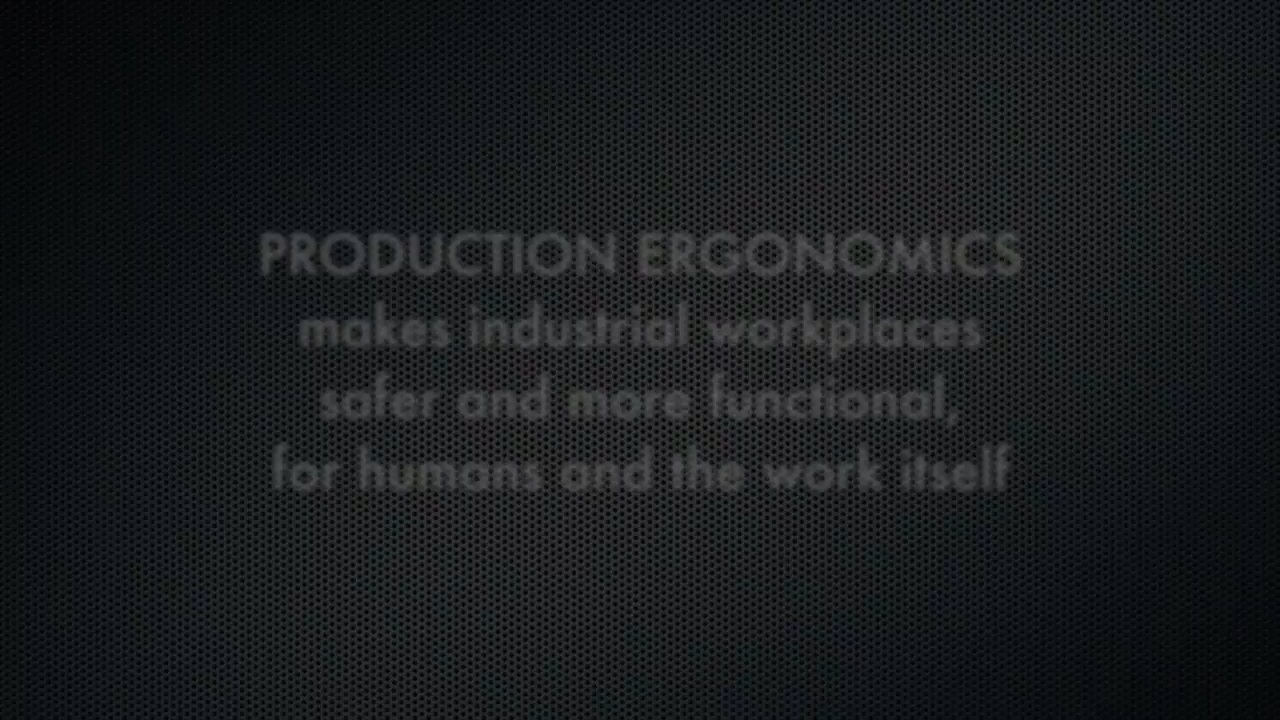 PRODUCTION ERGONOMICS
makes industrial workplaces
safer and more functional,
for humans and the work itself